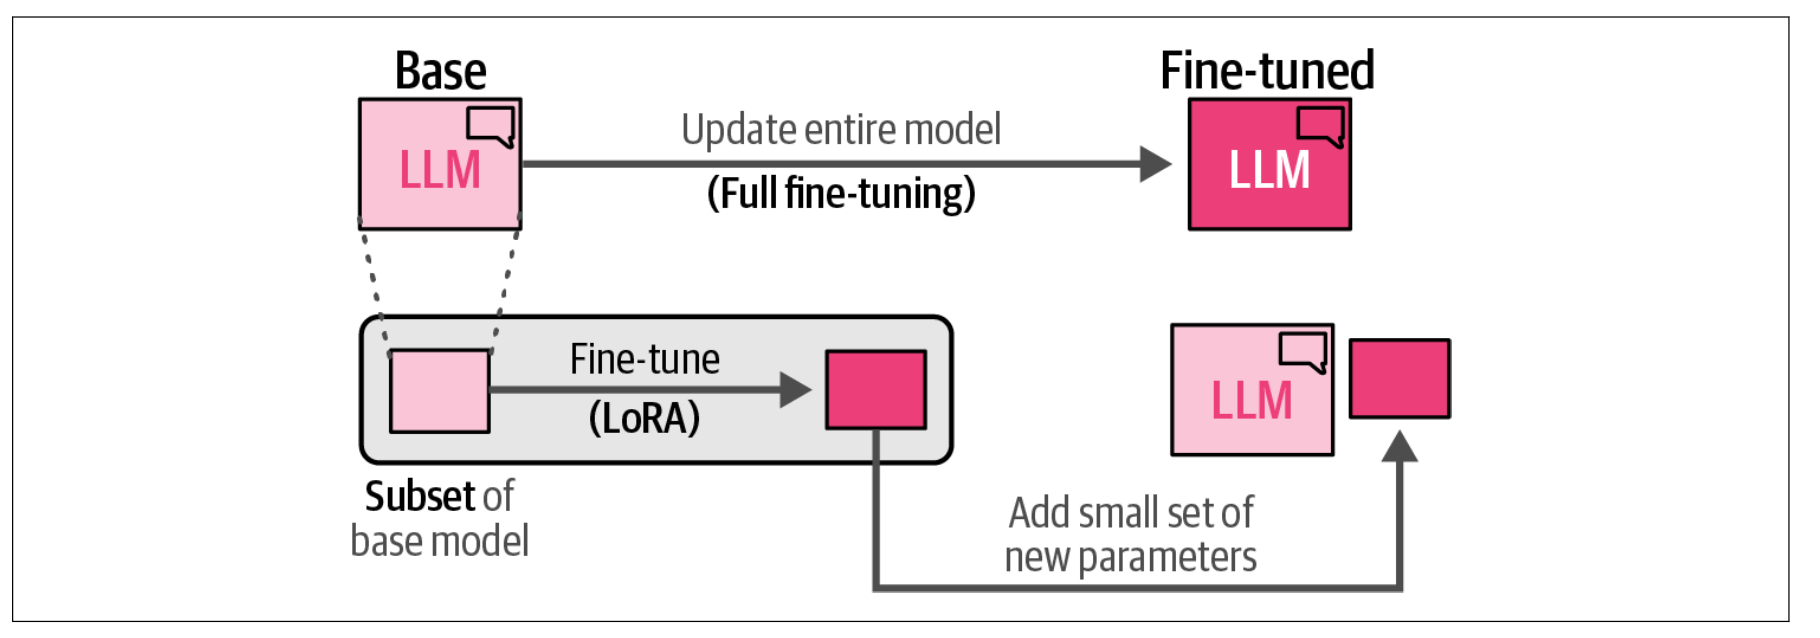 Base
Fine-tuned
LLM
Update entire model
(Full fine-tuning)
LLM
Fine-tune
(LoRA)
LLM
Subset of
base model
Add small set of
new parameters